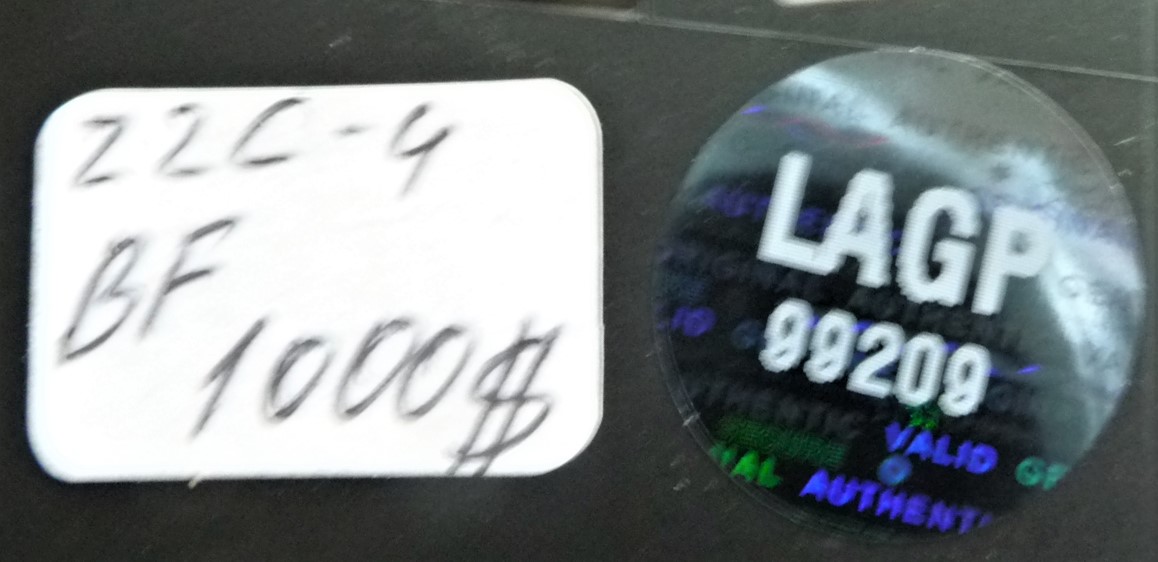 22C-4
BF
1000$
LAGP
99209
VALID
AUTHENT